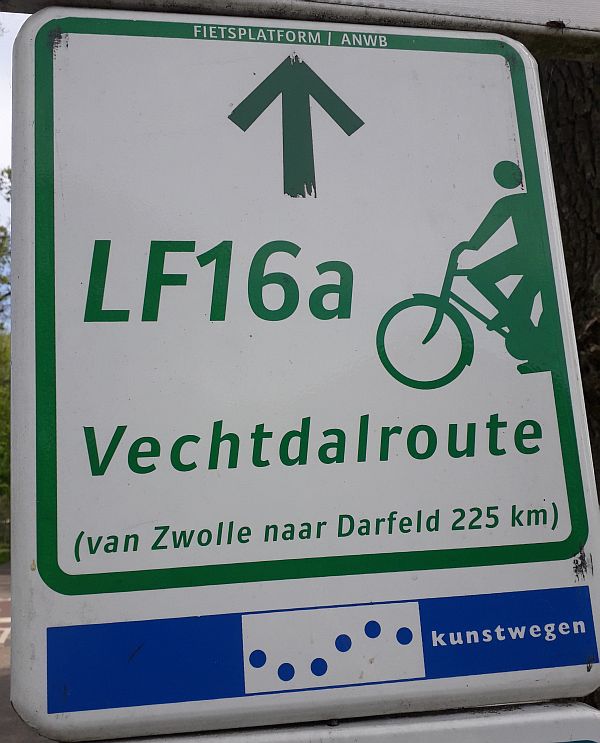 FIETSPLATFORM / ANWB
LF16a
Vechtdalroute
(van Zwolle naar Darfeld 225 km)
kunstwegen